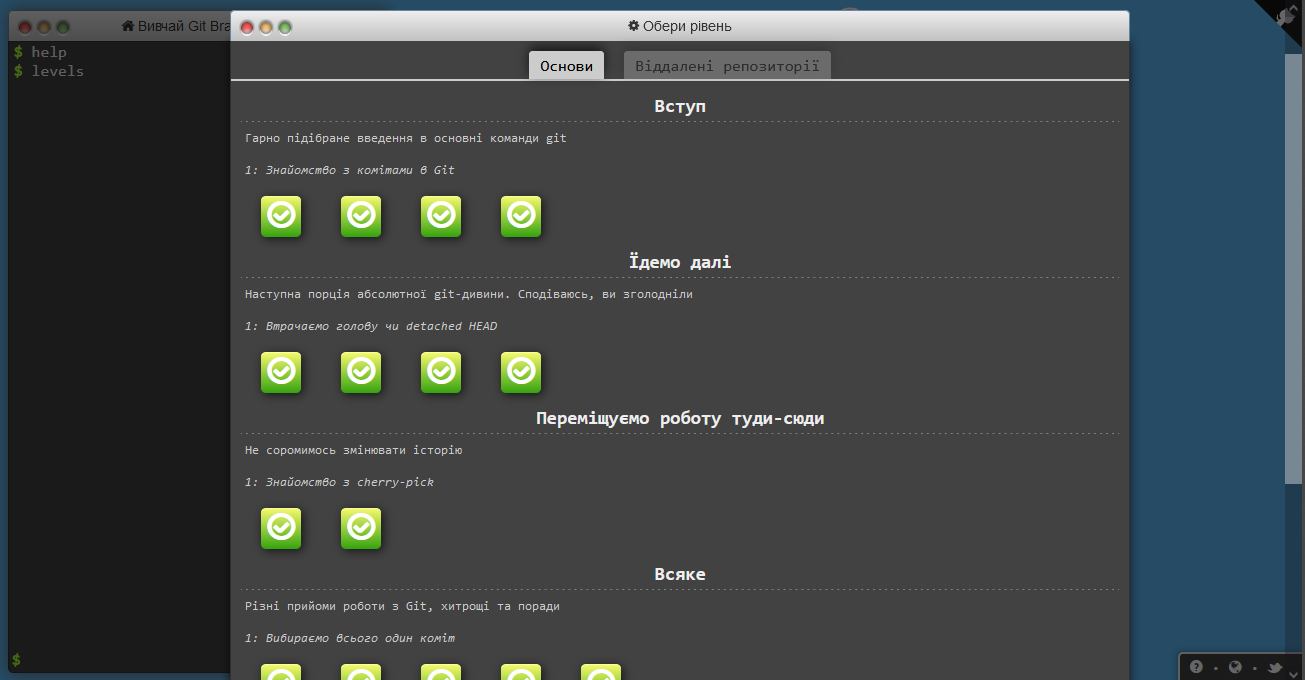 Вивчай Git Bra
$ help
$ levels
$
Обери рівень
Основи
Віддалені репозиторії
Вступ
Гарно підібране введення в основні команди git
1: Знайомство з комітами в Git
Їдемо далі
Наступна порція абсолютної git-дивини. Сподіваюсь, ви зголодніли
1: Втрачаємо голову чи detached HEAD
Переміщуємо роботу туди-сюди
Не соромимось змінювати історію
1: Знайомство з cherry-pick
Всяке
Різні прийоми роботи з Git, хитрощі та поради
1: Вибираємо всього один коміт